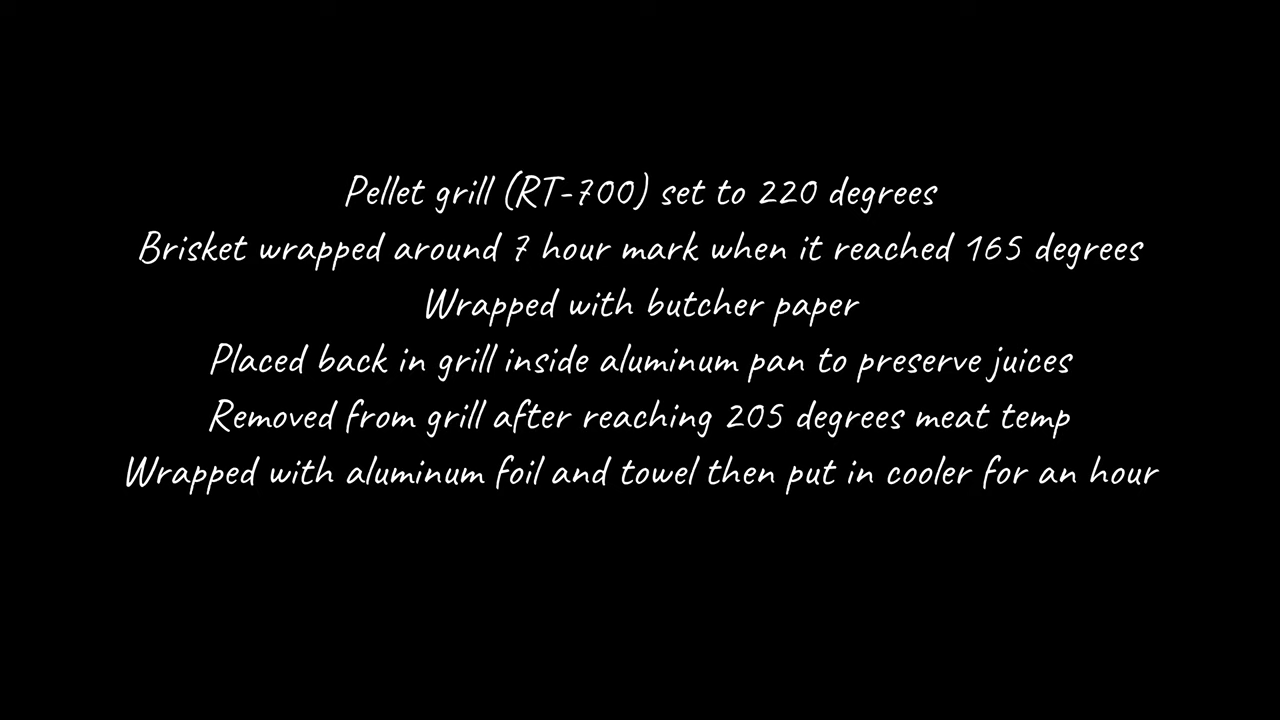 Pellet grill (RT-700) set to 220 degrees
Brisket wrapped around 7 hour mark when it reached 165 degrees
Wrapped with butcher paper
Placed back in grill inside aluminum pan to preserve juices
Removed from grill after reaching 205 degrees meat temp
Wrapped with aluminum foil and towel then put in cooler for an hour